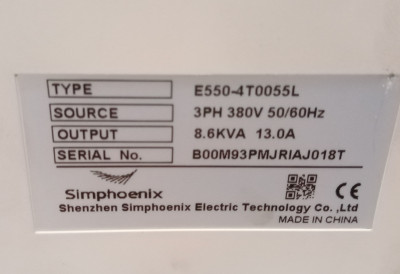 TYPE E550-4T0055L
SOURCE 3PH 380V 50/60Hz
OUTPUT 8.6KVA 13.0A
SERIAL No. B00M93PMJRIAJ018T
Simphoenix
CE
Shenzhen Simphoenix Electric Technology Co.,Ltd
MADE IN CHINA